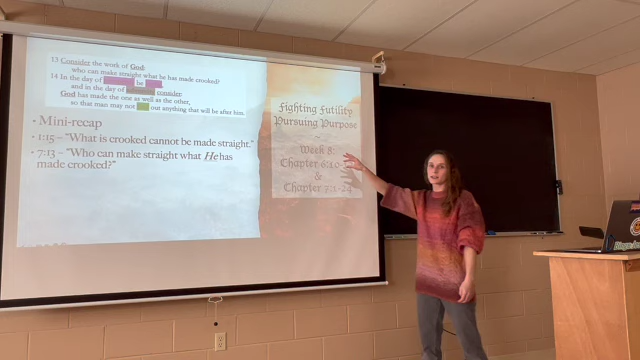 13 Consider the work of God:
who can make straight what he has made crooked?
14 In the day of be
and in the day of consider:
God has made the one as well as the other,
so that man may not out anything that will be after him.
• Mini-recap
• 1:15 – "What is crooked cannot be made straight."
• 7:13 – "Who can make straight what He has
made crooked?"
Fighting Futility
Pursuing Purpose
~
Week 8:
Chapter 6:10-
&
Chapter 7:1-24